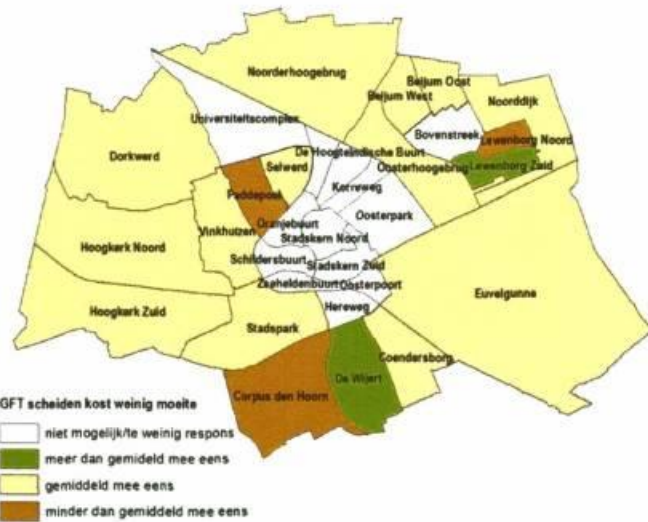 Noorderhoogebrug
Beijum Oost
Beijum West
Noorddijk
Universiteitscomplex
Bovenstreek
Lewenborg Noord
De Hoogte
Indische Buurt
Dorkwerd
Selwerd
Oosterhoogebrug
Lewenborg Zuid
Paddepoel
Korreweg
Oosterpark
Oranjebuurt
Vinkhuizen
Stadskern Noord
Hoogkerk Noord
Schildersbuurt
Stadskern Zuid
Zeeheldenbuurt
Oosterpoort
Euvelgunne
Hereweg
Hoogkerk Zuid
Stadspark
Coendersborg
De Wijert
Corpus den Hoorn
GFT scheiden kost weinig moeite
niet mogelijk/te weinig respons
meer dan gemideld mee eens
gemiddeld mee eens
minder dan gemiddeld mee eens